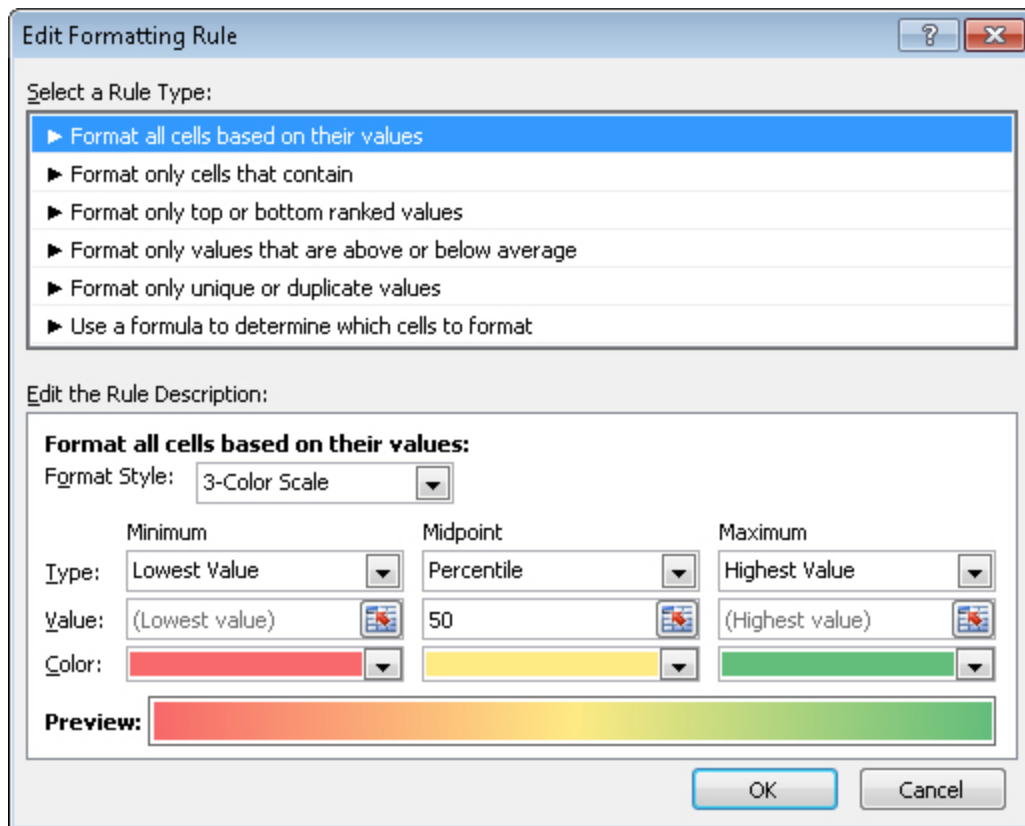 Edit Formatting Rule
Select a Rule Type:
► Format all cells based on their values
► Format only cells that contain
► Format only top or bottom ranked values
► Format only values that are above or below average
► Format only unique or duplicate values
► Use a formula to determine which cells to format
Edit the Rule Description:
Format all cells based on their values:
Format Style: 3-Color Scale
Minimum Midpoint Maximum
Type: Lowest Value Percentile Highest Value
Value: (Lowest value) 50 (Highest value)
Color:
Preview:
OK Cancel